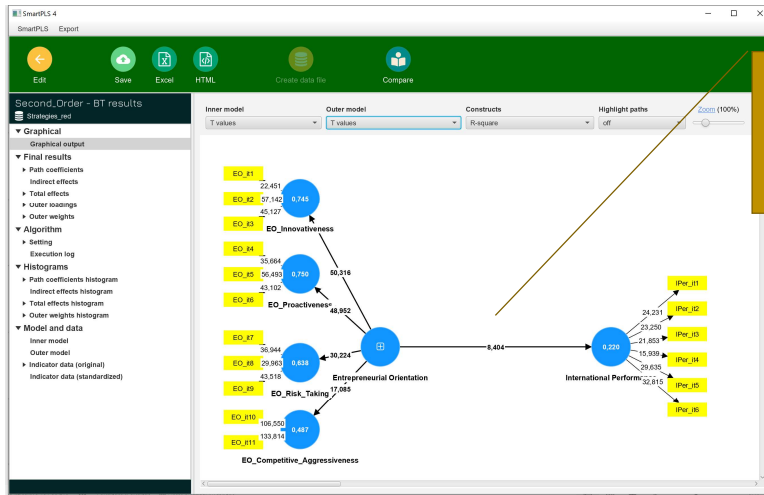 SmartPLS 4
SmartPLS Export
Edit Save Excel HTML Create data file Compare
Second_Order - BT results
Strategies_red
Graphical
Graphical output
Final results
Path coefficients
Indirect effects
Total effects
Outer loadings
Outer weights
Algorithm
Setting
Execution log
Histograms
Path coefficients histogram
Indirect effects histogram
Total effects histogram
Outer weights histogram
Model and data
Inner model
Outer model
Indicator data (original)
Indicator data (standardized)
Inner model Outer model Constructs Highlight paths Zoom (100%)
T values T values R-square off
EO_it1
22,451
EO_it2 57,142 0,745
45,127
EO_it3
EO_Innovativeness
EO_it4
35,664
EO_it5 56,493 0,750
43,102
EO_it6
EO_Proactiveness
50,316
48,952
EO_it7
36,944
EO_it8 29,963 0,638
43,518
EO_it9
EO_Risk_Taking
30,224
17,085
Entrepreneurial Orientation
EO_it10
106,550
0,487
133,814
EO_it11
EO_Competitive_Aggressiveness
8,404
0,220
International Perform
24,231 IPer_it1
23,250 IPer_it2
21,853 IPer_it3
15,939 IPer_it4
29,635 IPer_it5
32,815 IPer_it6